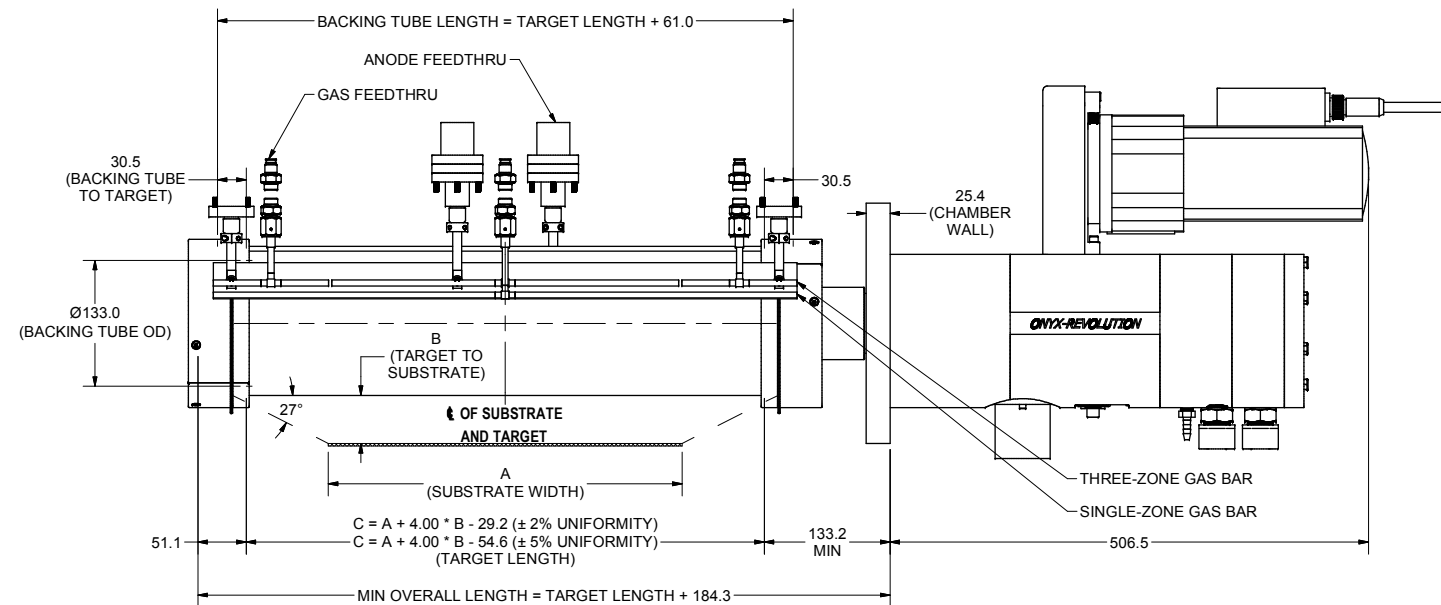 BACKING TUBE LENGTH = TARGET LENGTH + 61.0
ANODE FEEDTHRU
GAS FEEDTHRU
30.5
(BACKING TUBE
TO TARGET)
30.5
25.4
(CHAMBER
WALL)
Ø133.0
(BACKING TUBE OD)
ONYX-REVOLUTION
B
(TARGET TO
SUBSTRATE)
27°
℄ OF SUBSTRATE
AND TARGET
A
(SUBSTRATE WIDTH)
THREE-ZONE GAS BAR
SINGLE-ZONE GAS BAR
C = A + 4.00 * B - 29.2 (± 2% UNIFORMITY)
C = A + 4.00 * B - 54.6 (± 5% UNIFORMITY)
(TARGET LENGTH)
51.1
133.2
MIN
506.5
MIN OVERALL LENGTH = TARGET LENGTH + 184.3